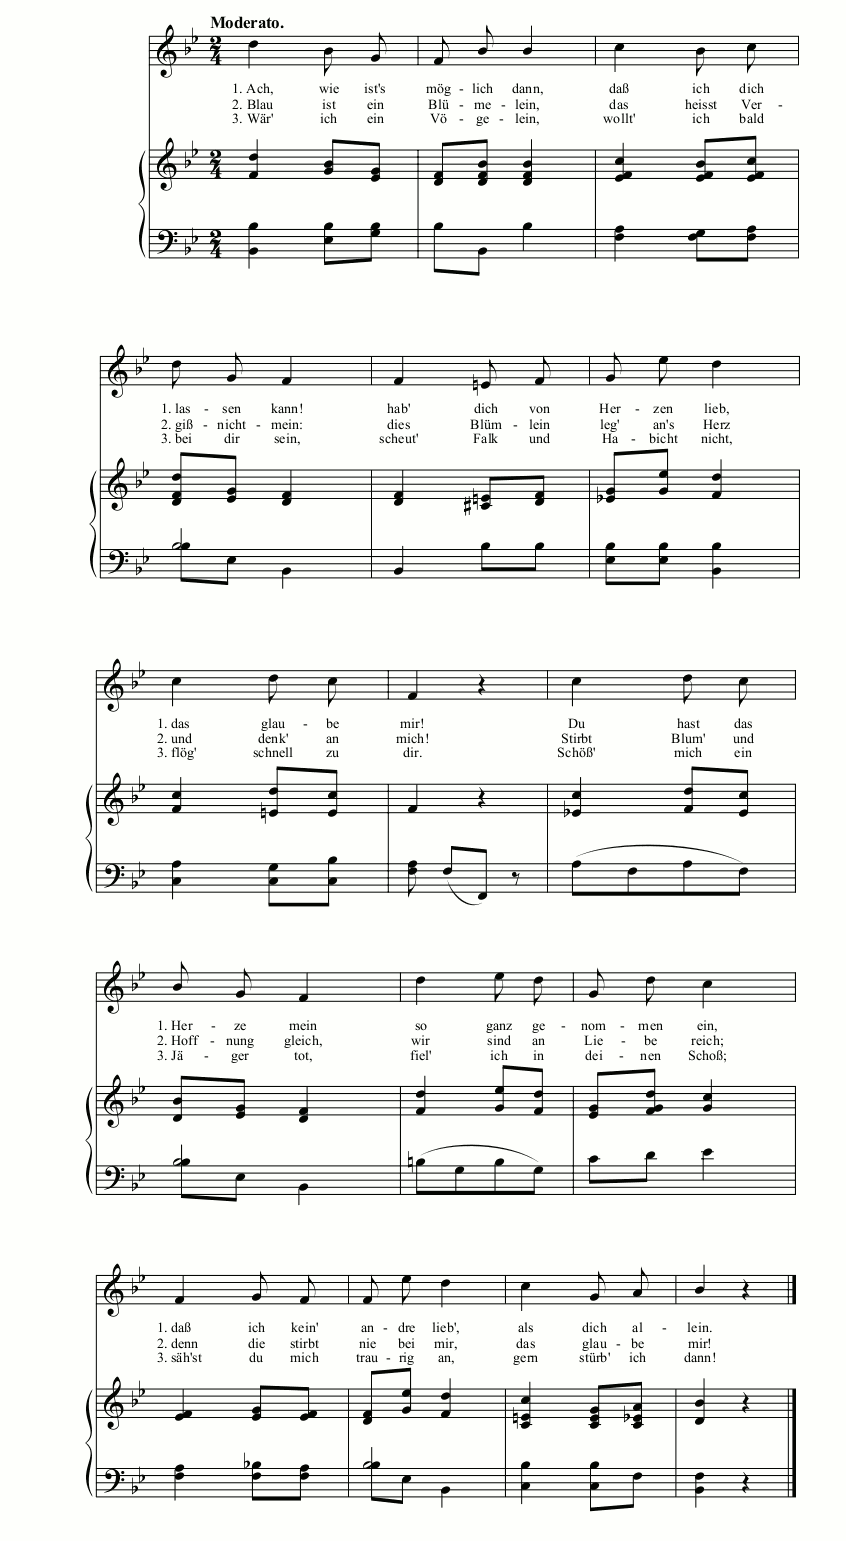 Moderato.
1. Ach, wie ist's mög - lich dann, daß ich dich
2. Blau ist ein Blü - me - lein, das heisst Ver -
3. Wär' ich ein Vö - ge - lein, wollt' ich bald
1. las - sen kann! hab' dich von Her - zen lieb,
2. giß - nicht - mein: dies Blüm - lein leg' an's Herz
3. bei dir sein, scheut' Falk und Ha - bicht nicht,
1. das glau - be mir! Du hast das
2. und denk' an mich! Stirbt Blum' und
3. flög' schnell zu dir. Schöß' mich ein
1. Her - ze mein so ganz ge - nom - men ein,
2. Hoff - nung gleich, wir sind an Lie - be reich;
3. Jä - ger tot, fiel' ich in dei - nen Schoß;
1. daß ich kein' an - dre lieb', als dich al - lein.
2. denn die stirbt nie bei mir, das glau - be mir!
3. säh'st du mich trau - rig an, gern stürb' ich dann!